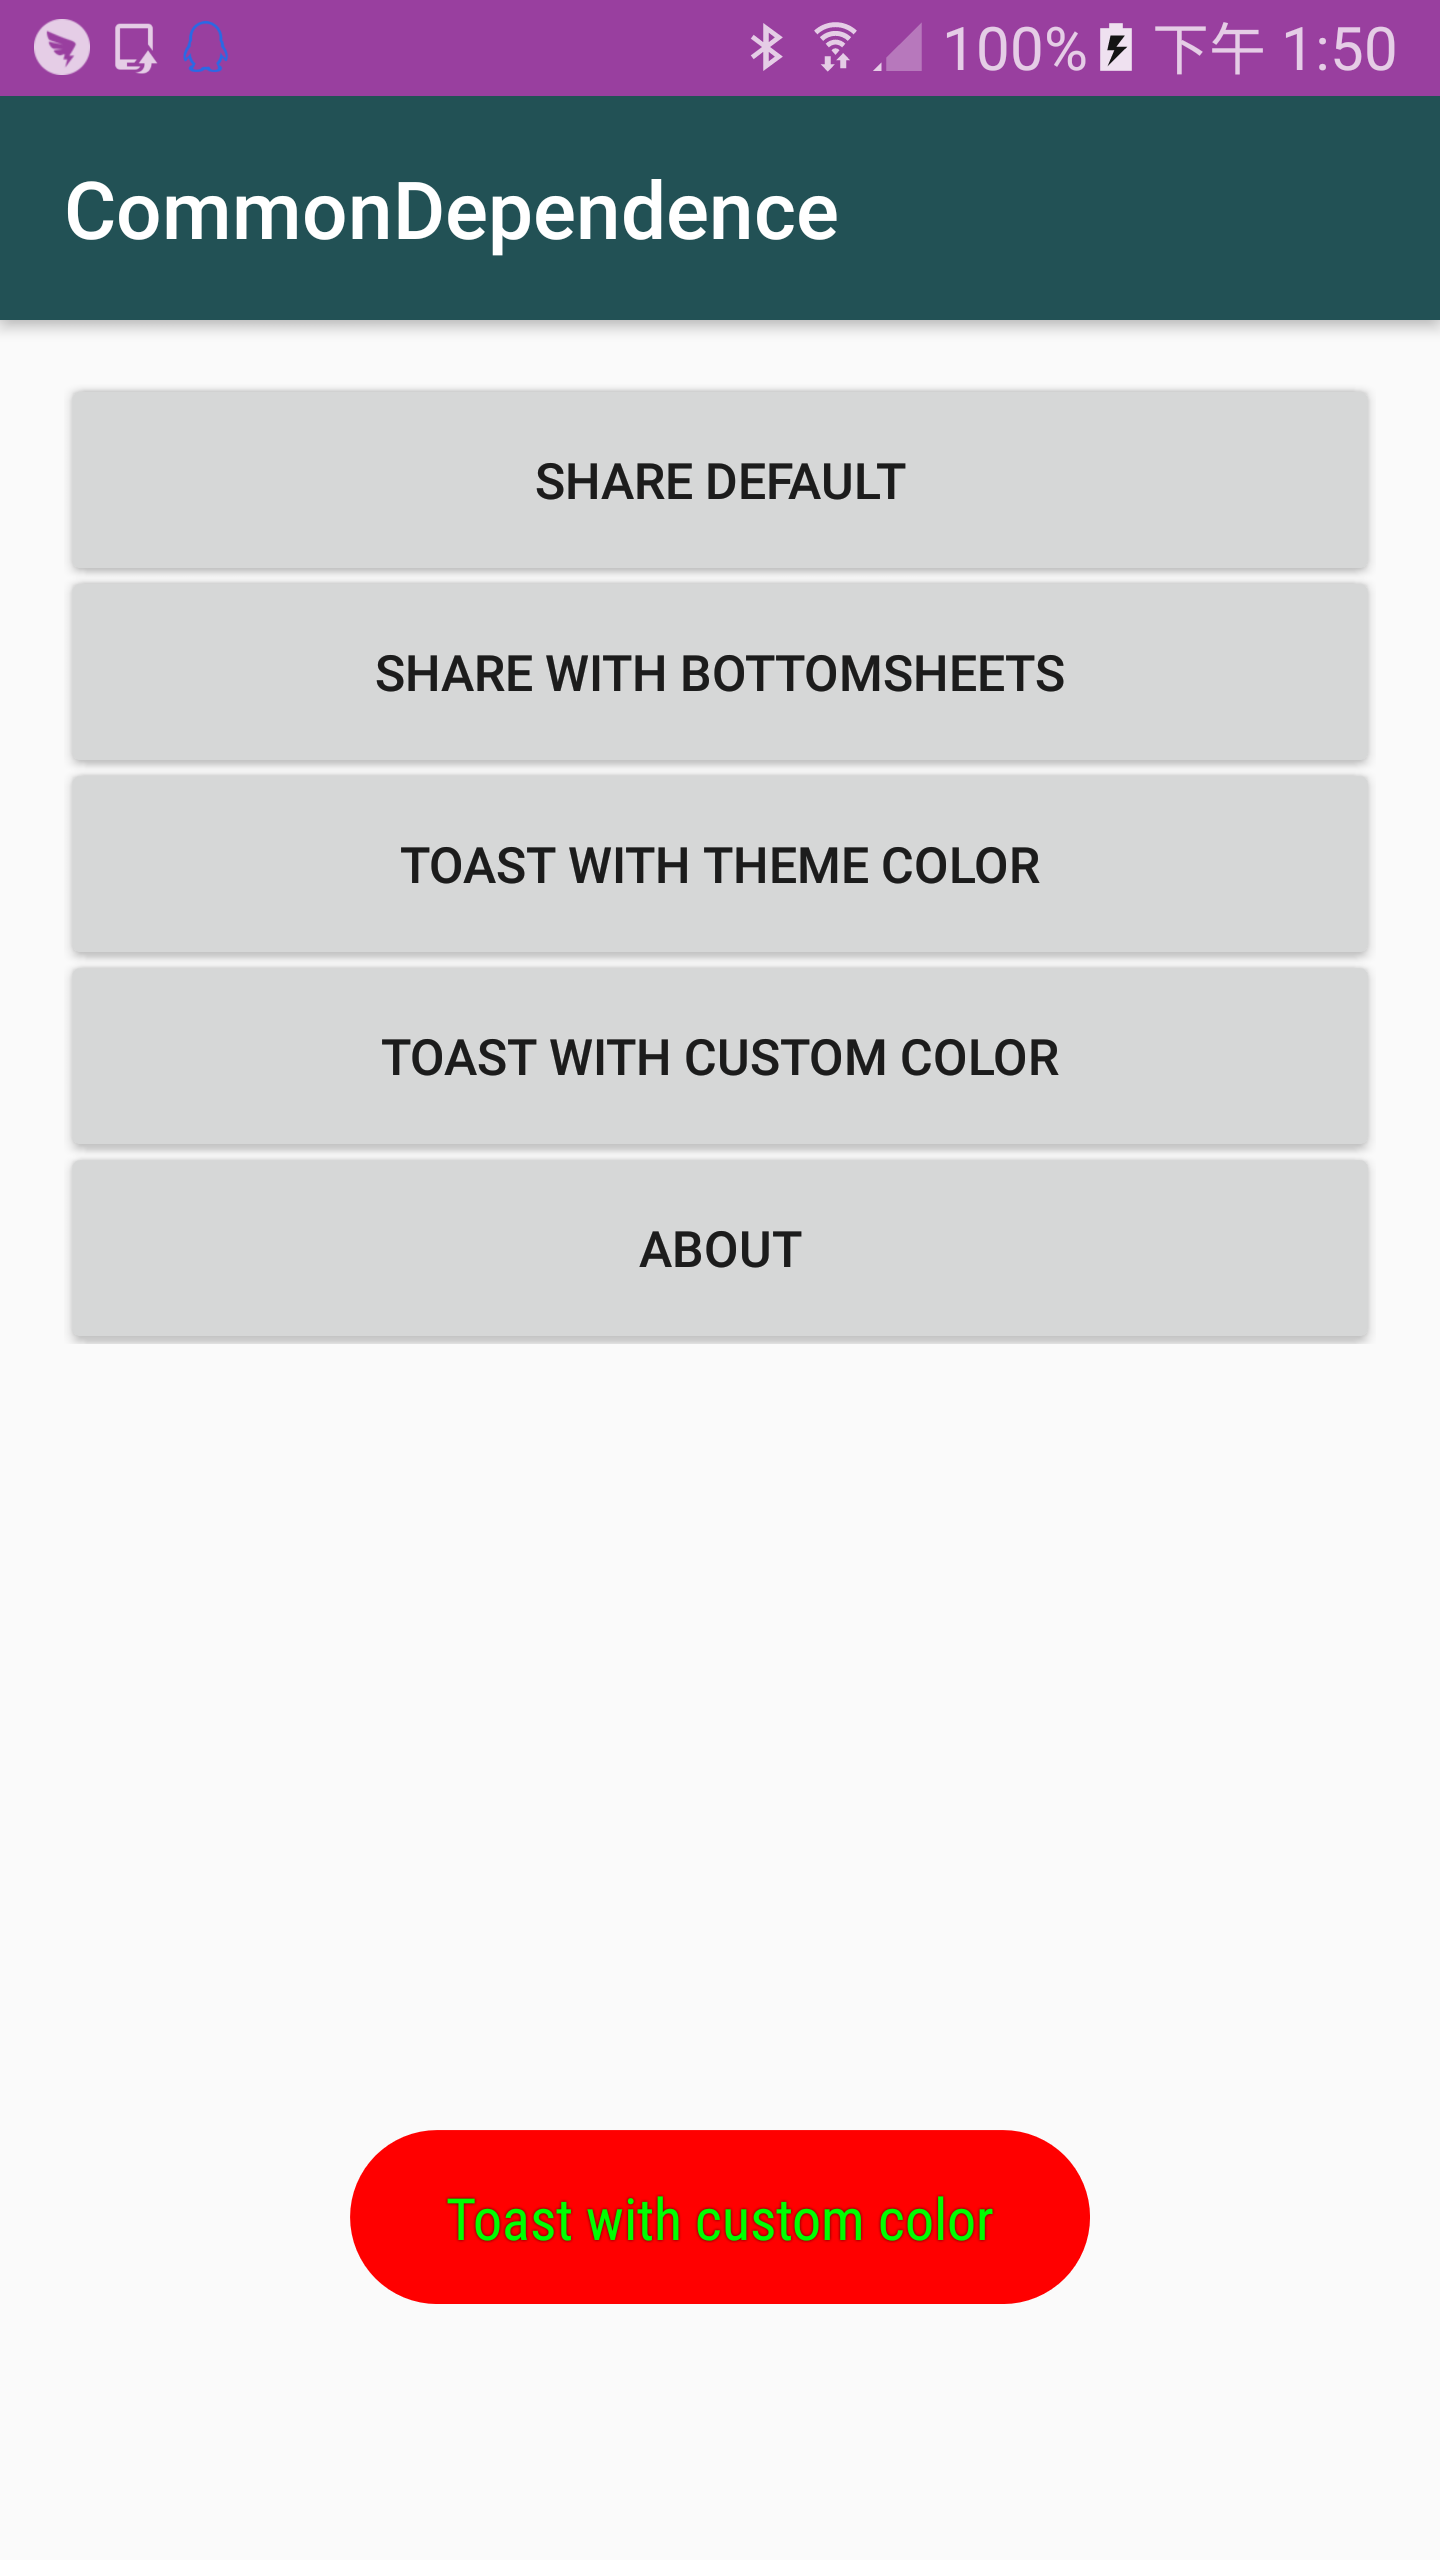 100% 下午 1:50
CommonDependence
SHARE DEFAULT
SHARE WITH BOTTOMSHEETS
TOAST WITH THEME COLOR
TOAST WITH CUSTOM COLOR
ABOUT
Toast with custom color